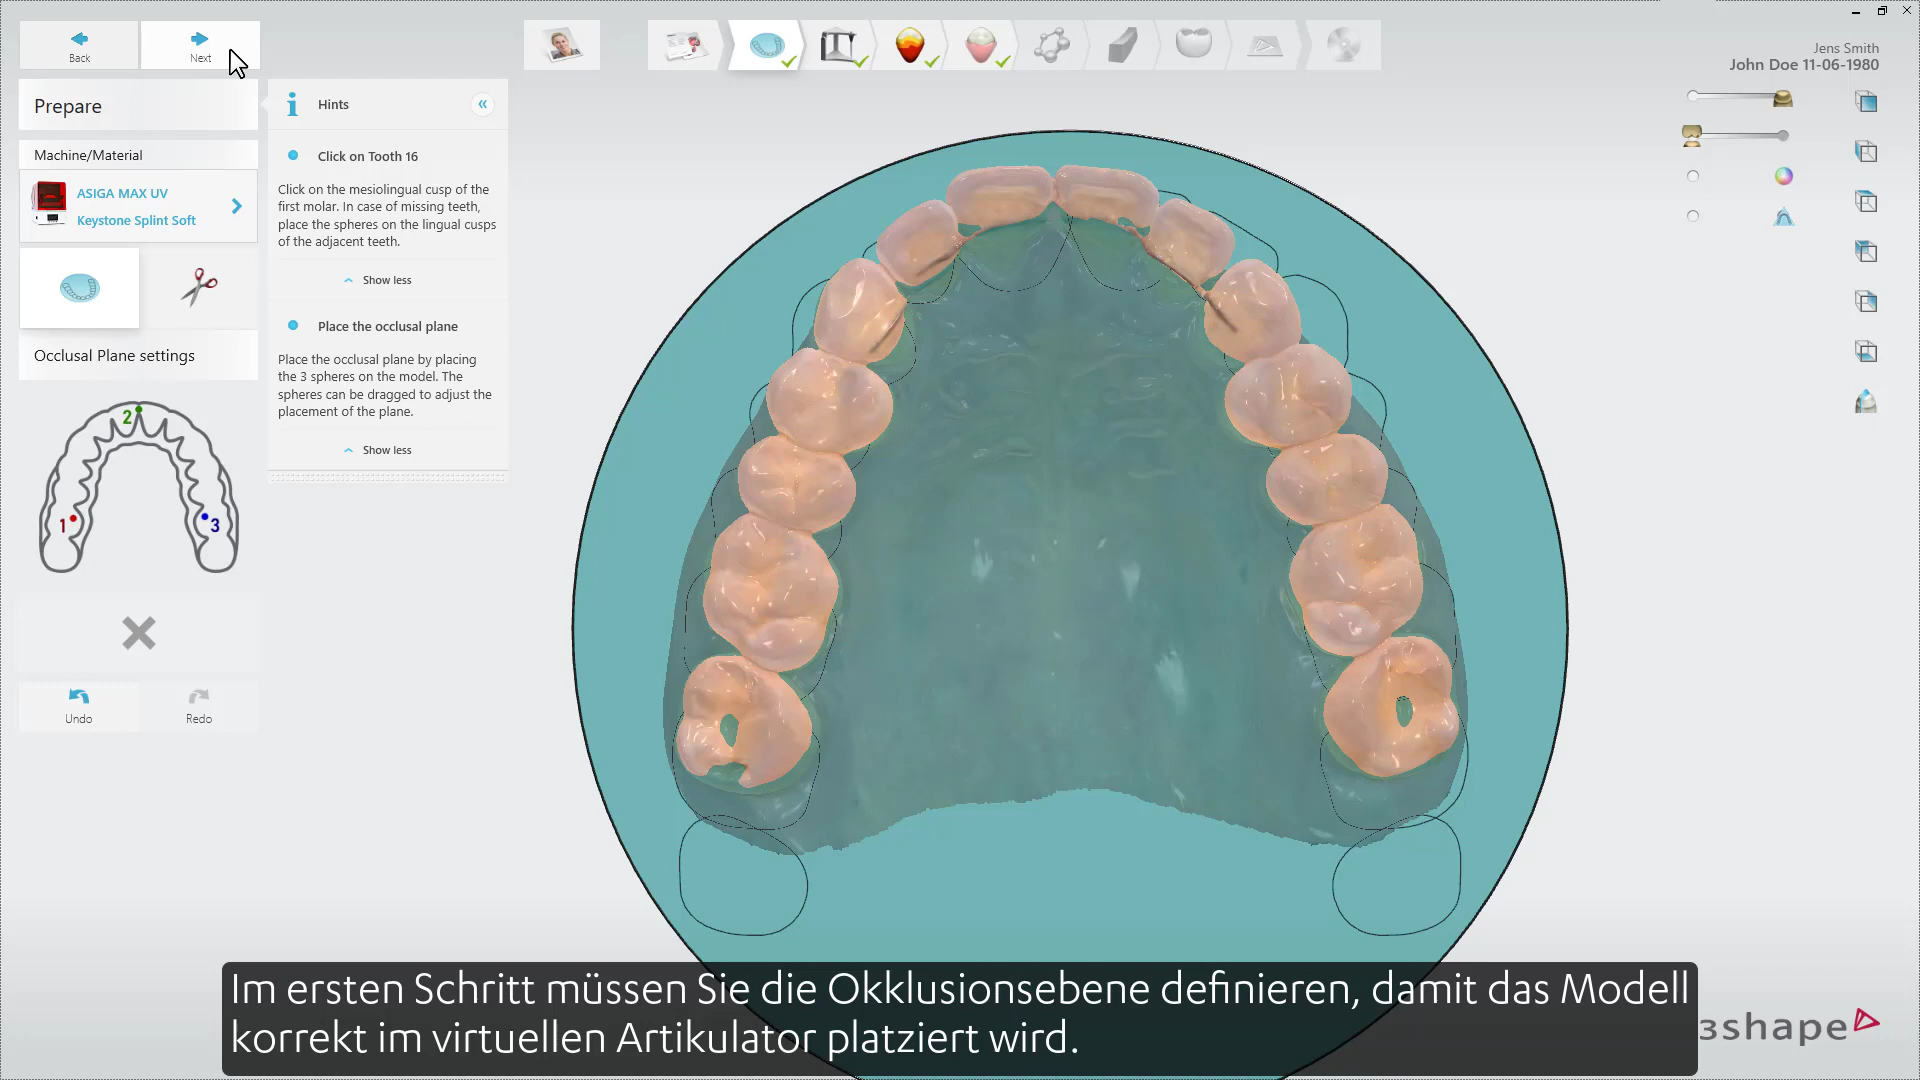 Back
Next
Jens Smith
John Doe 11-06-1980
Prepare
Machine/Material
ASIGA MAX UV
Keystone Splint Soft
Occlusal Plane settings
2
1
3
Undo
Redo
Hints
Click on Tooth 16
Click on the mesiolingual cusp of the
first molar. In case of missing teeth,
place the spheres on the lingual cusps
of the adjacent teeth.
Show less
Place the occlusal plane
Place the occlusal plane by placing
the 3 spheres on the model. The
spheres can be dragged to adjust the
placement of the plane.
Show less
Im ersten Schritt müssen Sie die Okklusionsebene definieren, damit das Modell
korrekt im virtuellen Artikulator platziert wird.
3shape